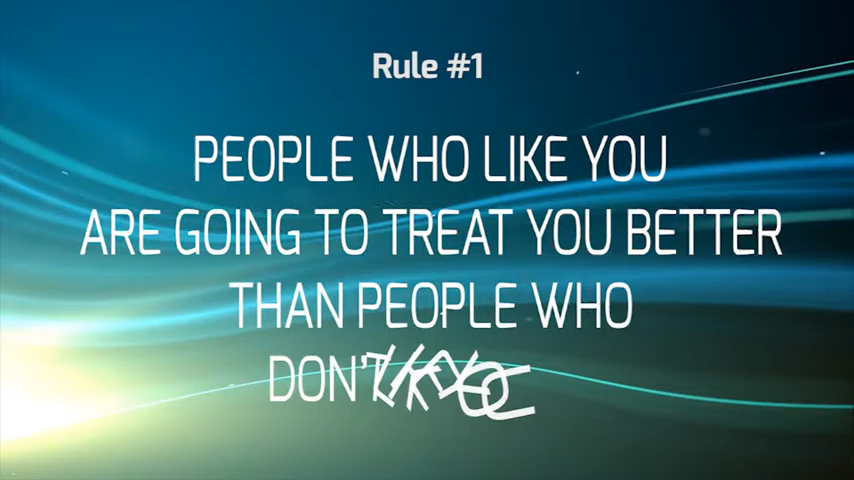 Rule #1
PEOPLE WHO LIKE YOU
ARE GOING TO TREAT YOU BETTER
THAN PEOPLE WHO
DON'T